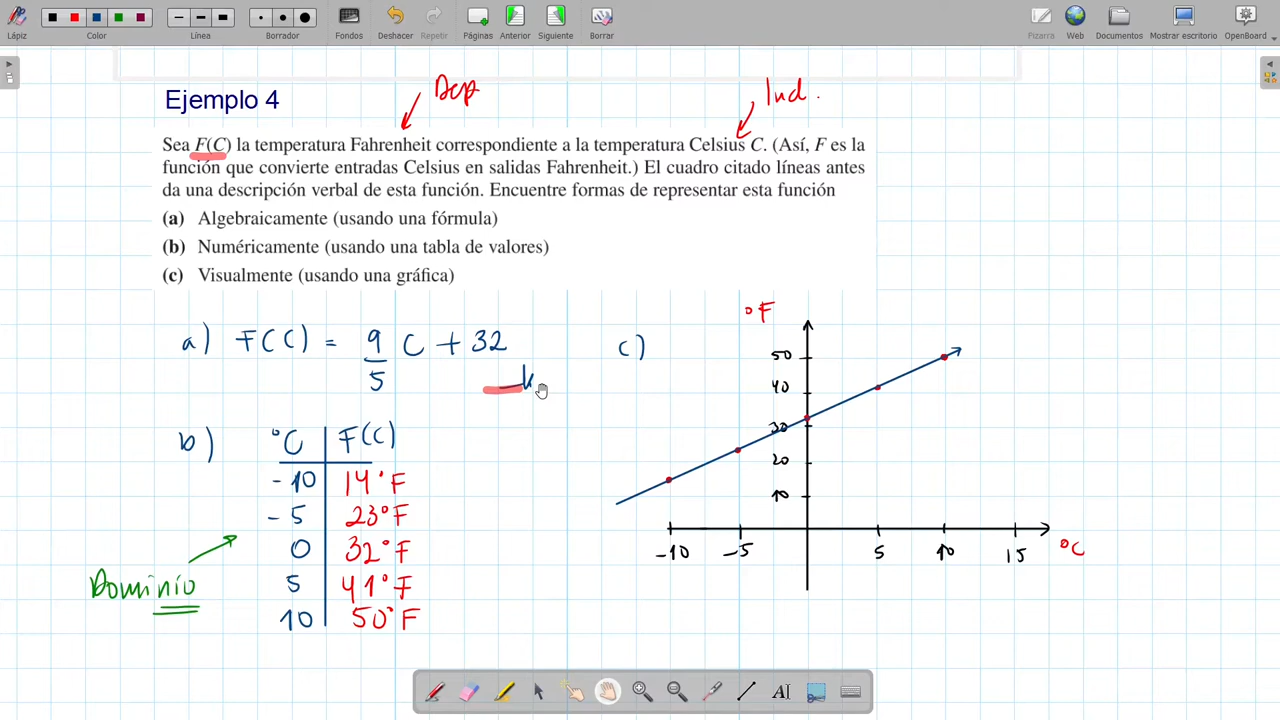 Lápiz Color Línea Borrador Fondos Deshacer Repetir Páginas Anterior Siguiente Borrar Pizarra Web Documentos Mostrar escritorio OpenBoard
Dep Ind.
Ejemplo 4
Sea F(C) la temperatura Fahrenheit correspondiente a la temperatura Celsius C. (Así, F es la
función que convierte entradas Celsius en salidas Fahrenheit.) El cuadro citado líneas antes
da una descripción verbal de esta función. Encuentre formas de representar esta función
(a) Algebraicamente (usando una fórmula)
(b) Numéricamente (usando una tabla de valores)
(c) Visualmente (usando una gráfica)
a) F(C) = 9/5 C + 32
k
b) °C F(C)
-10 14°F
-5 23°F
0 32°F
5 41°F
10 50°F
Dominio
c)
°F
50
40
30
20
10
-10 -5 5 10 15 °C
AI